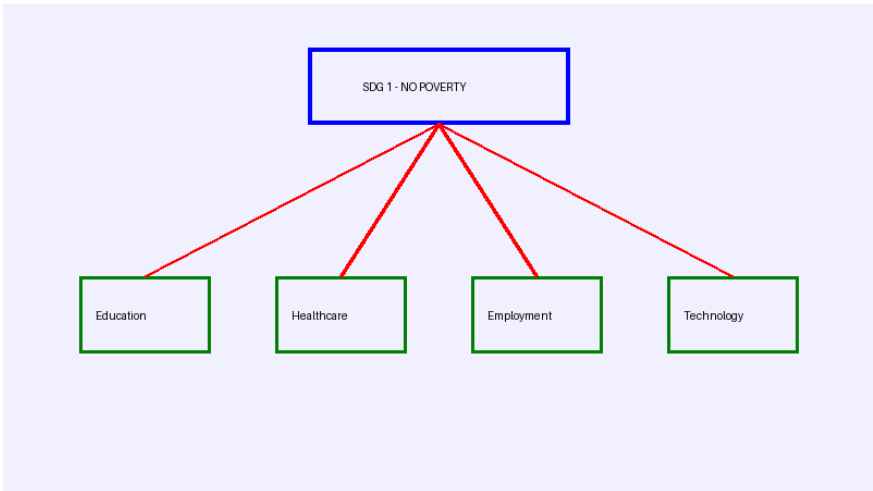 SDG 1 - NO POVERTY
Education
Healthcare
Employment
Technology